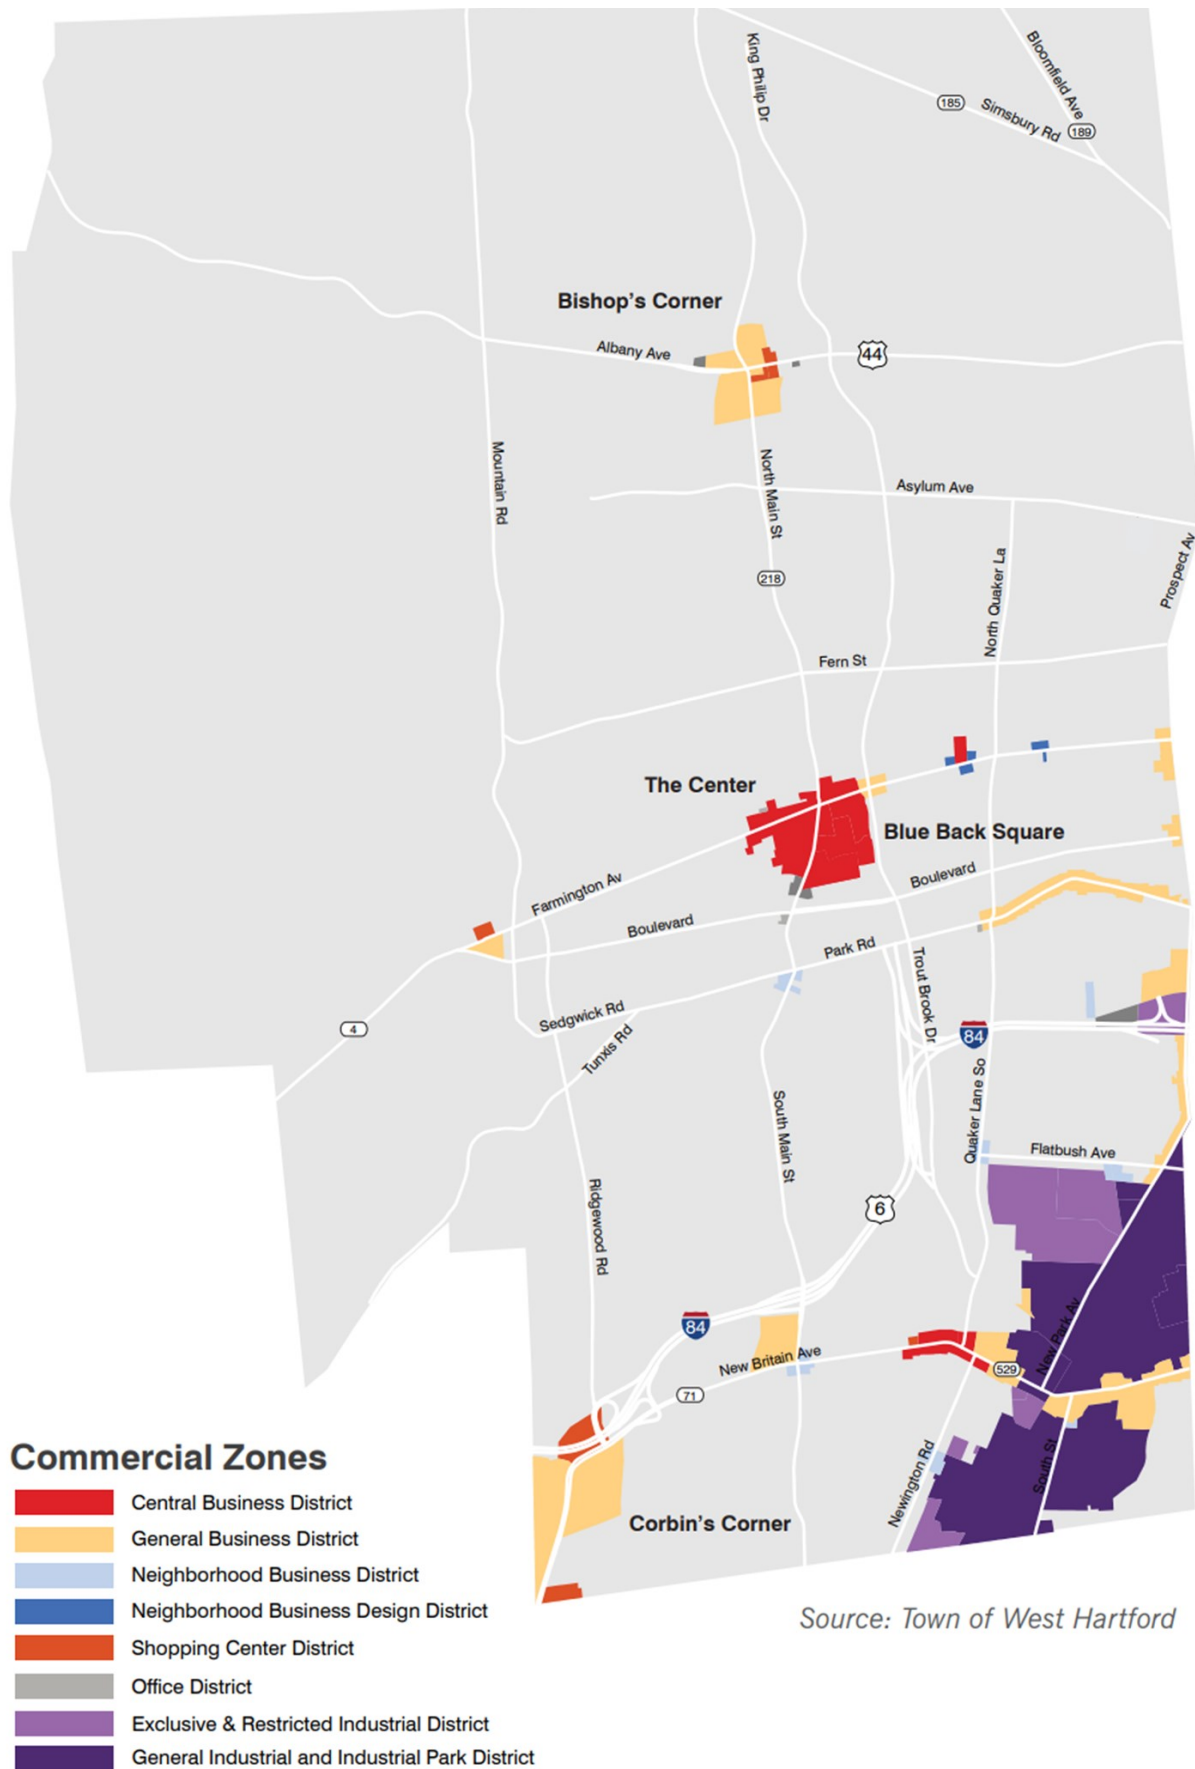 King Philip Dr
Bloomfield Ave
185
Simsbury Rd
189
Bishop's Corner
Albany Ave
44
Mountain Rd
North Main St
Asylum Ave
Prospect Av
218
North Quaker La
Fern St
The Center
Blue Back Square
Farmington Av
Boulevard
Boulevard
Park Rd
Trout Brook Dr
Sedgwick Rd
4
Tunxis Rd
84
Quaker Lane So
South Main St
Flatbush Ave
Ridgewood Rd
6
84
New Britain Ave
New Park Av
529
71
Newington Rd
South St
Corbin's Corner
Commercial Zones
Central Business District
General Business District
Neighborhood Business District
Neighborhood Business Design District
Shopping Center District
Office District
Exclusive & Restricted Industrial District
General Industrial and Industrial Park District
Source: Town of West Hartford